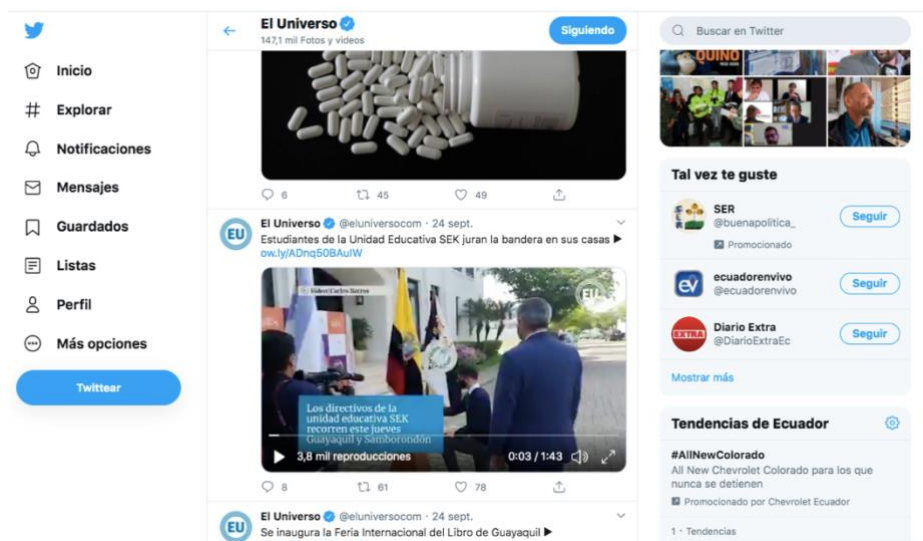 Inicio
Explorar
Notificaciones
Mensajes
Guardados
Listas
Perfil
Más opciones
Twittear
El Universo
147,1 mil Fotos y videos
Siguiendo
6 45 49
El Universo @eluniversocom · 24 sept.
Estudiantes de la Unidad Educativa SEK juran la bandera en sus casas
ow.ly/ADnq50BAulW
EU
EU
Los directivos de la
unidad educativa SEK
recorren este jueves
Guayaquil y Samborondón
3,8 mil reproducciones 0:03 / 1:43
8 61 78
El Universo @eluniversocom · 24 sept.
Se inaugura la Feria Internacional del Libro de Guayaquil
EU
Buscar en Twitter
QUINO
Tal vez te guste
SER
@buenapolitica_
Seguir
Promocionado
ev
ecuadorenvivo
@ecuadorenvivo
Seguir
EXTRA
Diario Extra
@DiarioExtraEc
Seguir
Mostrar más
Tendencias de Ecuador
#AllNewColorado
All New Chevrolet Colorado para los que
nunca se detienen
Promocionado por Chevrolet Ecuador
1 · Tendencias